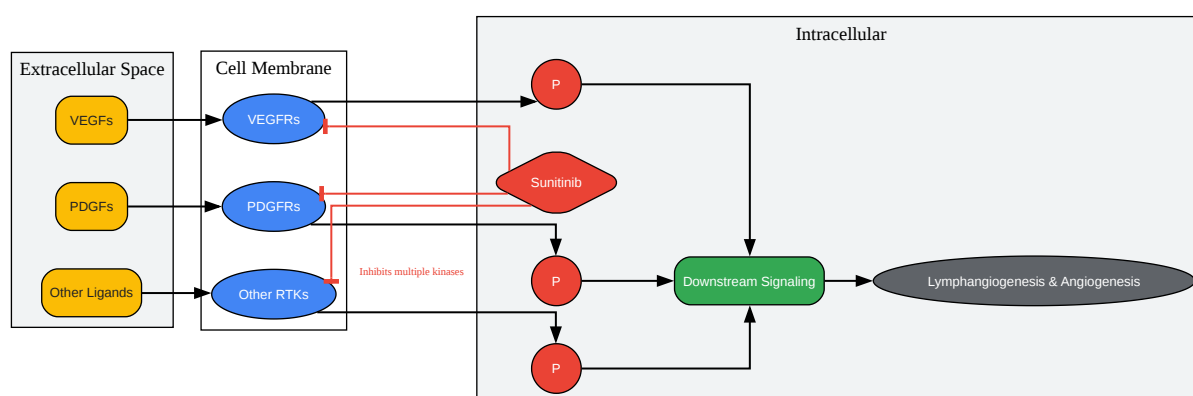 Intracellular
Extracellular Space
Cell Membrane
VEGFs
VEGFRs
P
Sunitinib
PDGFs
PDGFRs
Inhibits multiple kinases
Other Ligands
Other RTKs
P
Downstream Signaling
Lymphangiogenesis & Angiogenesis
P